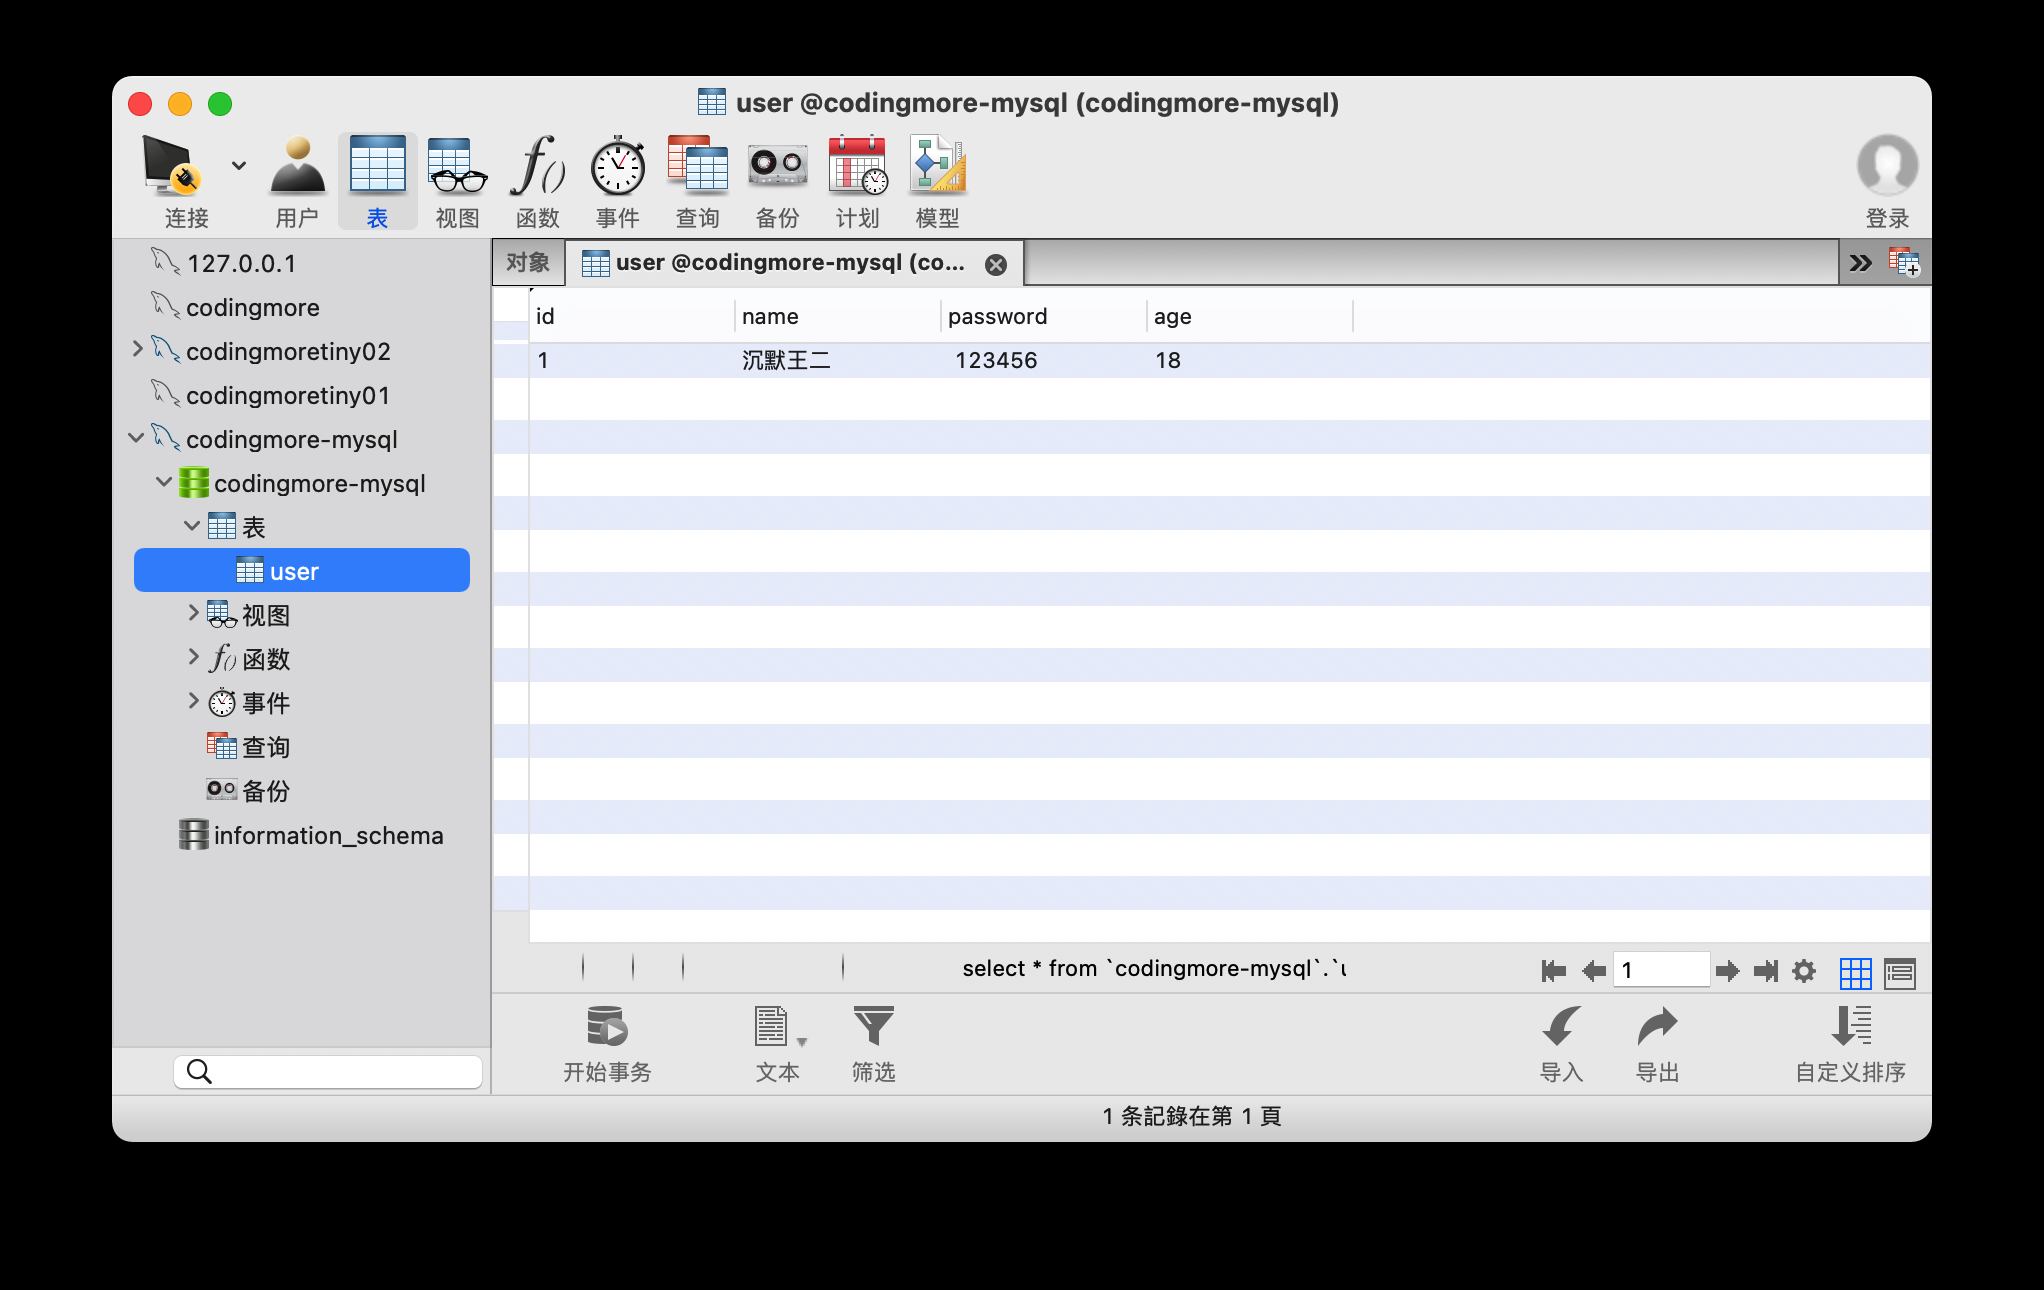 user @codingmore-mysql (codingmore-mysql)
连接
用户
表
视图
函数
事件
查询
备份
计划
模型
登录
127.0.0.1
codingmore
codingmoretiny02
codingmoretiny01
codingmore-mysql
codingmore-mysql
表
user
视图
函数
事件
查询
备份
information_schema
对象
user @codingmore-mysql (co...
id name password age
1 沉默王二 123456 18
select * from `codingmore-mysql`.`
1
开始事务
文本
筛选
导入
导出
自定义排序
1 条記錄在第 1 頁